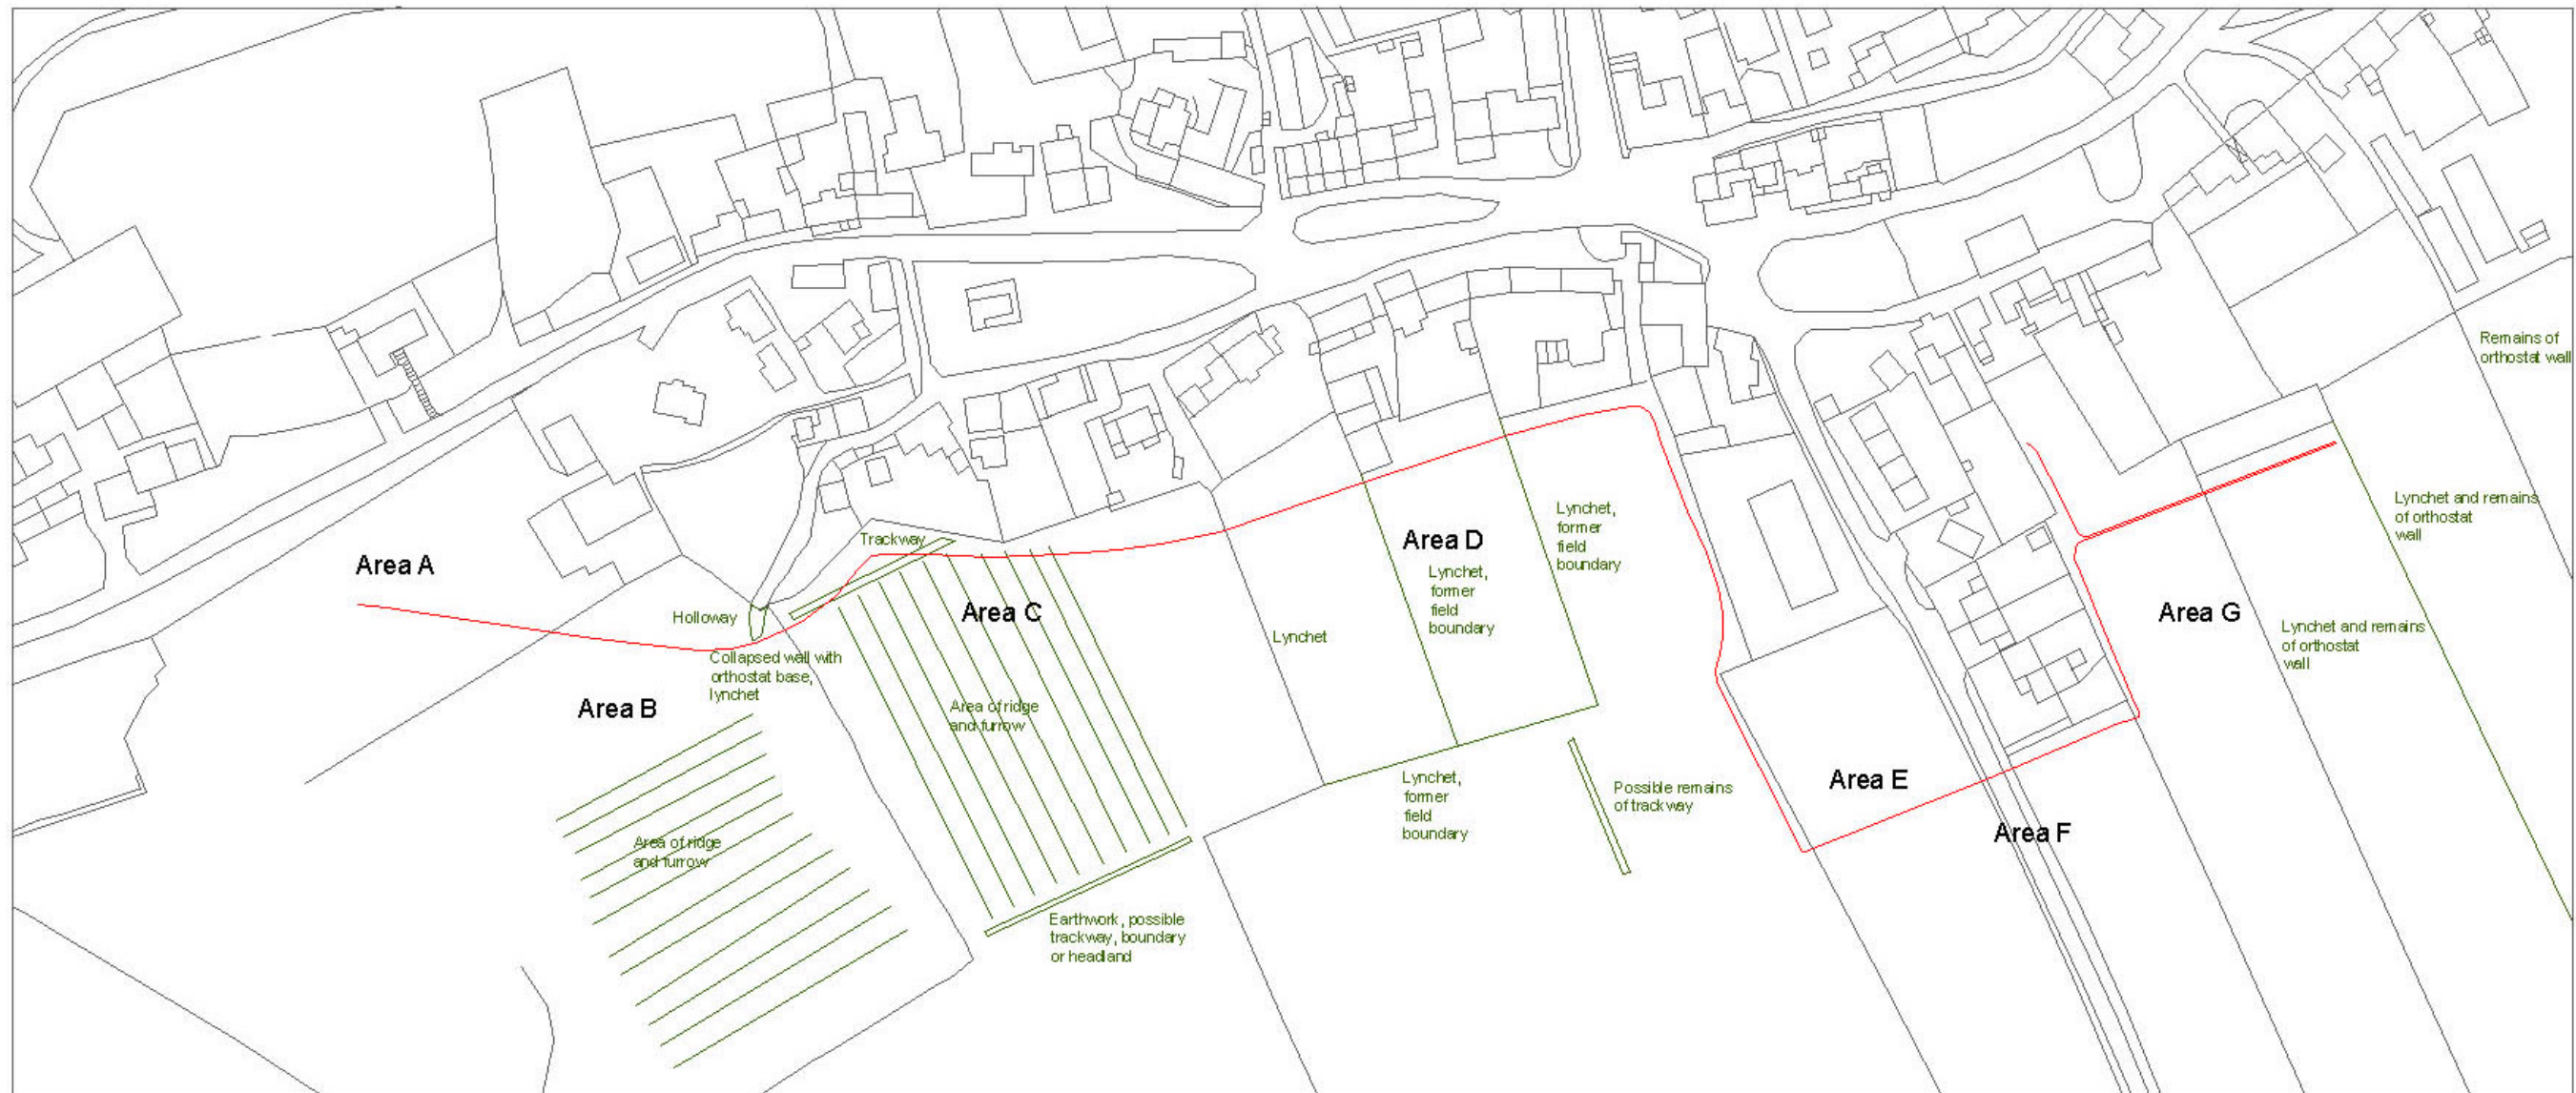 Remains of
orthostat wall
Lynchet and remains
of orthostat
wall
Lynchet,
former
field
boundary
Area D
Trackway
Area A
Lynchet,
former
field
boundary
Holloway
Area C
Area G
Lynchet
Lynchet and remains
of orthostat
wall
Collapsed wall with
orthostat base,
lynchet
Area B
Area of ridge
and furrow
Lynchet,
former
field
boundary
Possible remains
of trackway
Area E
Area F
Area of ridge
and furrow
Earthwork, possible
trackway, boundary
or headland